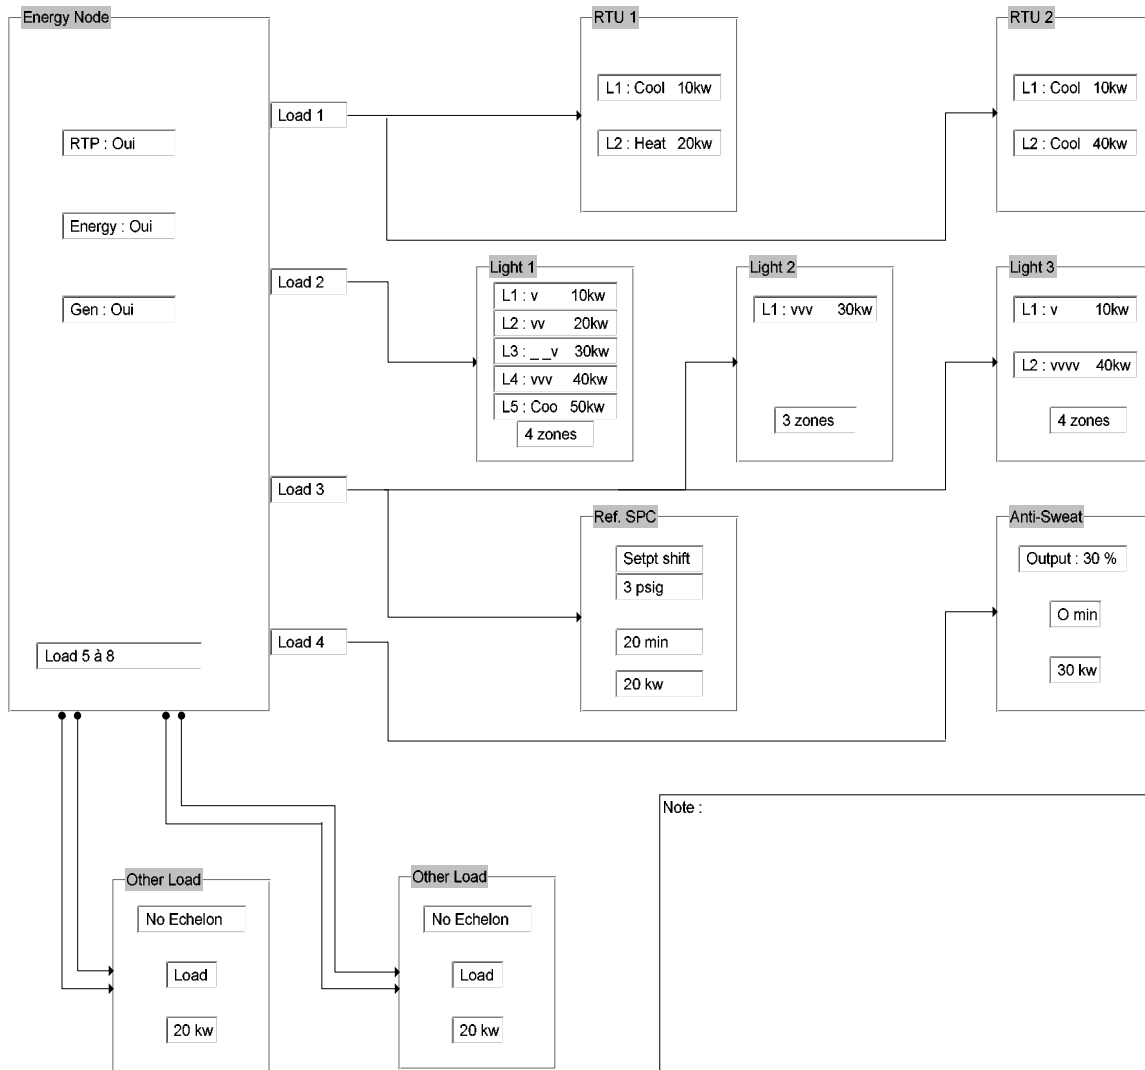 Energy Node
RTP : Oui
Energy : Oui
Gen : Oui
Load 5 à 8
Load 1
Load 2
Load 3
Load 4
RTU 1
L1 : Cool 10kw
L2 : Heat 20kw
RTU 2
L1 : Cool 10kw
L2 : Cool 40kw
Light 1
L1 : v 10kw
L2 : vv 20kw
L3 : _ _v 30kw
L4 : vvv 40kw
L5 : Coo 50kw
4 zones
Light 2
L1 : vvv 30kw
3 zones
Light 3
L1 : v 10kw
L2 : vvvv 40kw
4 zones
Ref. SPC
Setpt shift
3 psig
20 min
20 kw
Anti-Sweat
Output : 30 %
O min
30 kw
Other Load
No Echelon
Load
20 kw
Other Load
No Echelon
Load
20 kw
Note :